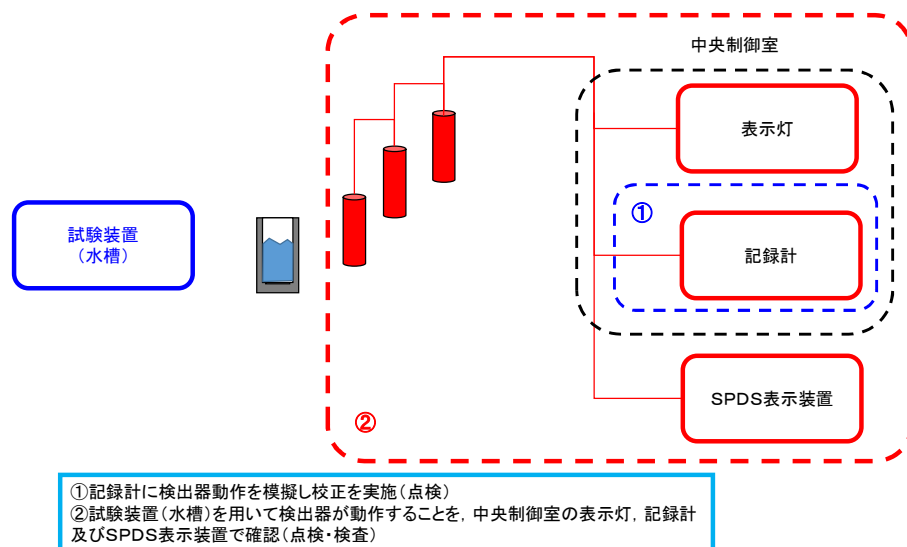 中央制御室
表示灯
①
試験装置
(水槽)
記録計
SPDS表示装置
②
①記録計に検出器動作を模擬し校正を実施(点検)
②試験装置(水槽)を用いて検出器が動作することを,中央制御室の表示灯,記録計
及びSPDS表示装置で確認(点検・検査)